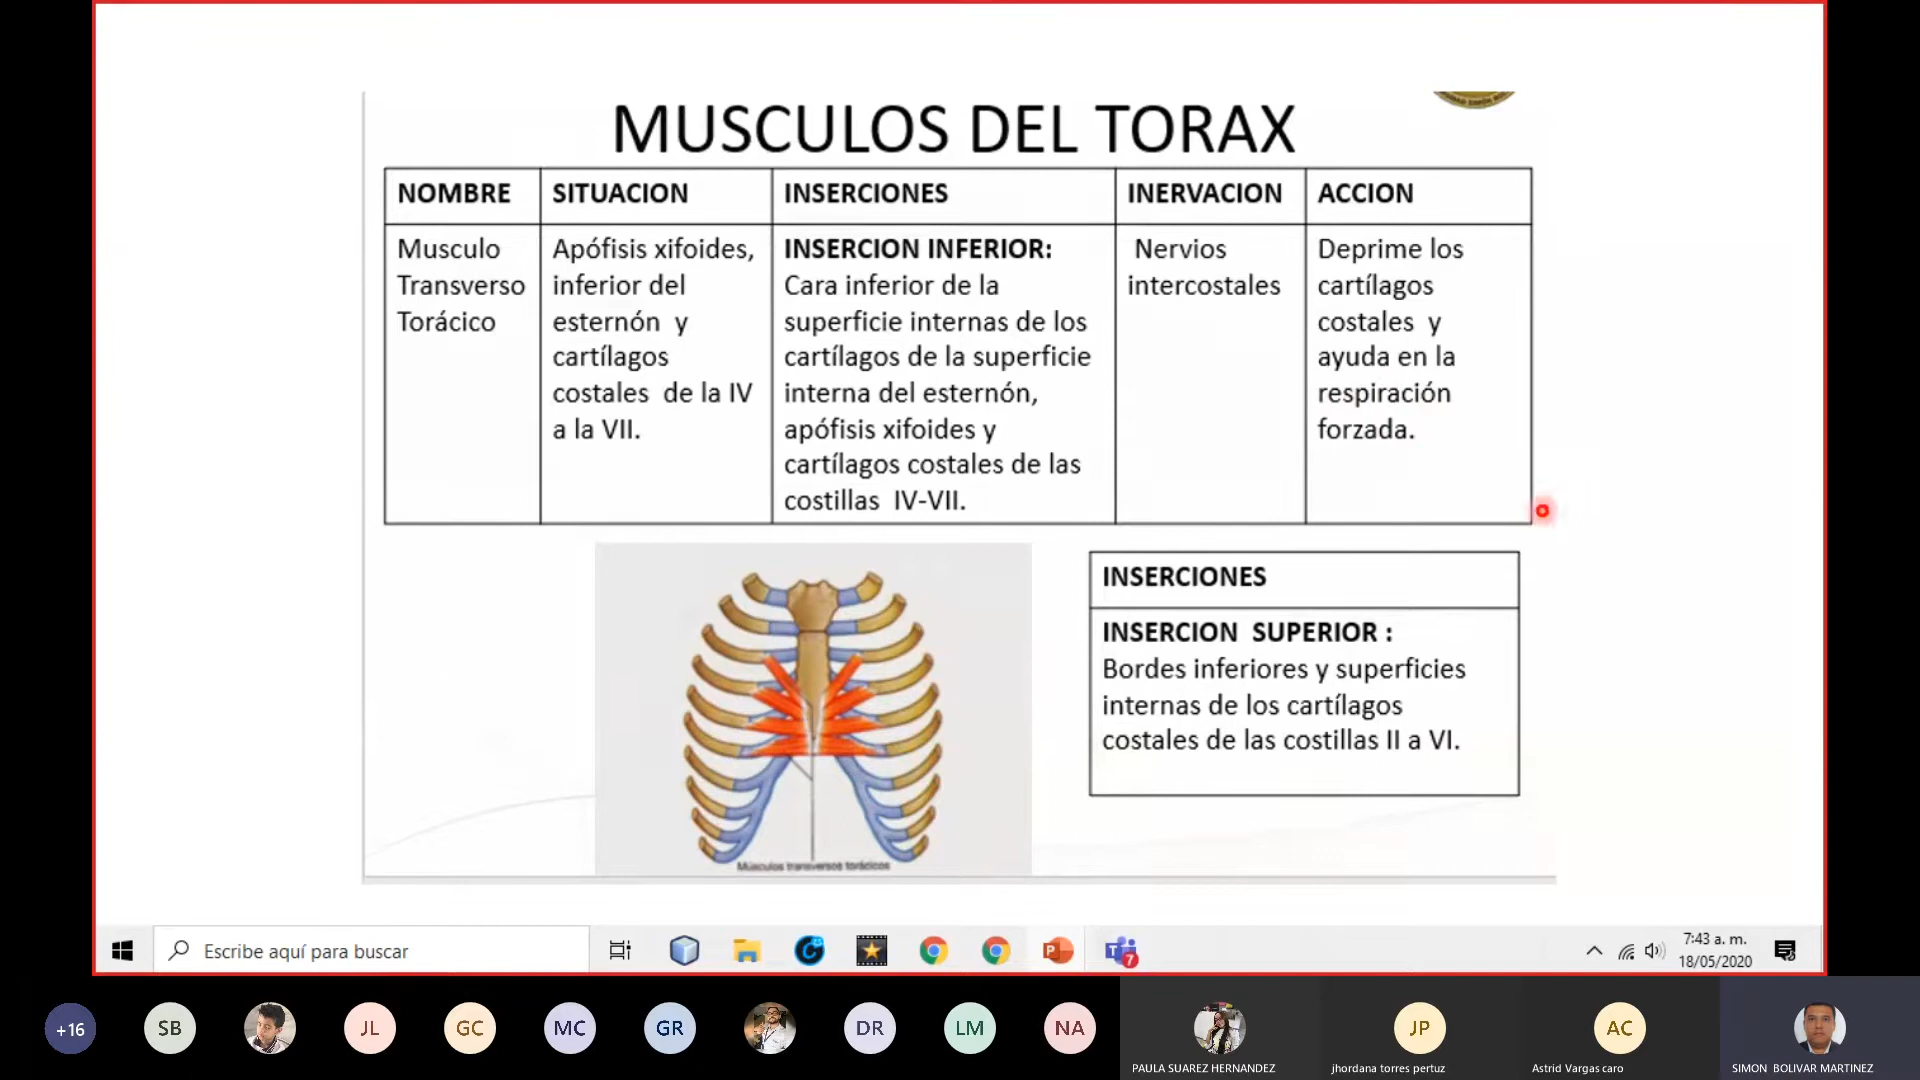 MUSCULOS DEL TORAX
NOMBRE
SITUACION
INSERCIONES
INERVACION
ACCION
Musculo
Transverso
Torácico
Apófisis xifoides,
inferior del
esternón y
cartílagos
costales de la IV
a la VII.
INSERCION INFERIOR:
Cara inferior de la
superficie internas de los
cartílagos de la superficie
interna del esternón,
apófisis xifoides y
cartílagos costales de las
costillas IV-VII.
Nervios
intercostales
Deprime los
cartílagos
costales y
ayuda en la
respiración
forzada.
INSERCIONES
INSERCION SUPERIOR :
Bordes inferiores y superficies
internas de los cartílagos
costales de las costillas II a VI.
Músculos transversos torácicos
Escribe aquí para buscar
7
7:43 a. m.
18/05/2020
+16
SB
JL
GC
MC
GR
DR
LM
NA
PAULA SUAREZ HERNANDEZ
JP
jhordana torres pertuz
AC
Astrid Vargas caro
SIMON BOLIVAR MARTINEZ